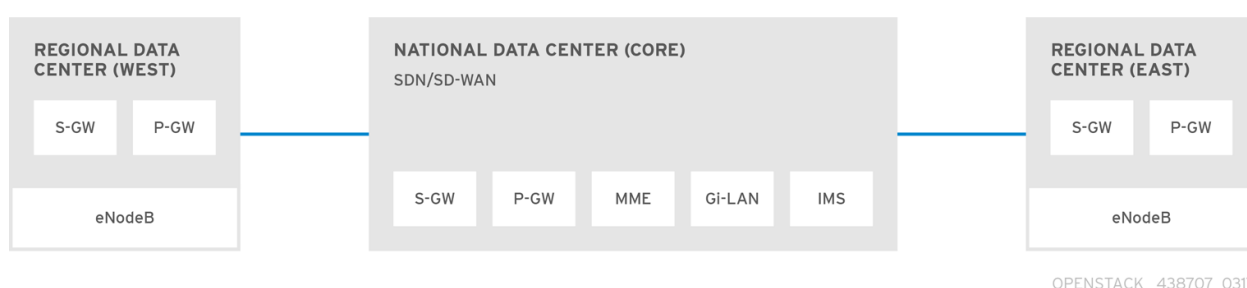 REGIONAL DATA
CENTER (WEST)
S-GW
P-GW
eNodeB
NATIONAL DATA CENTER (CORE)
SDN/SD-WAN
S-GW
P-GW
MME
Gi-LAN
IMS
REGIONAL DATA
CENTER (EAST)
S-GW
P-GW
eNodeB
OPENSTACK_438707_031